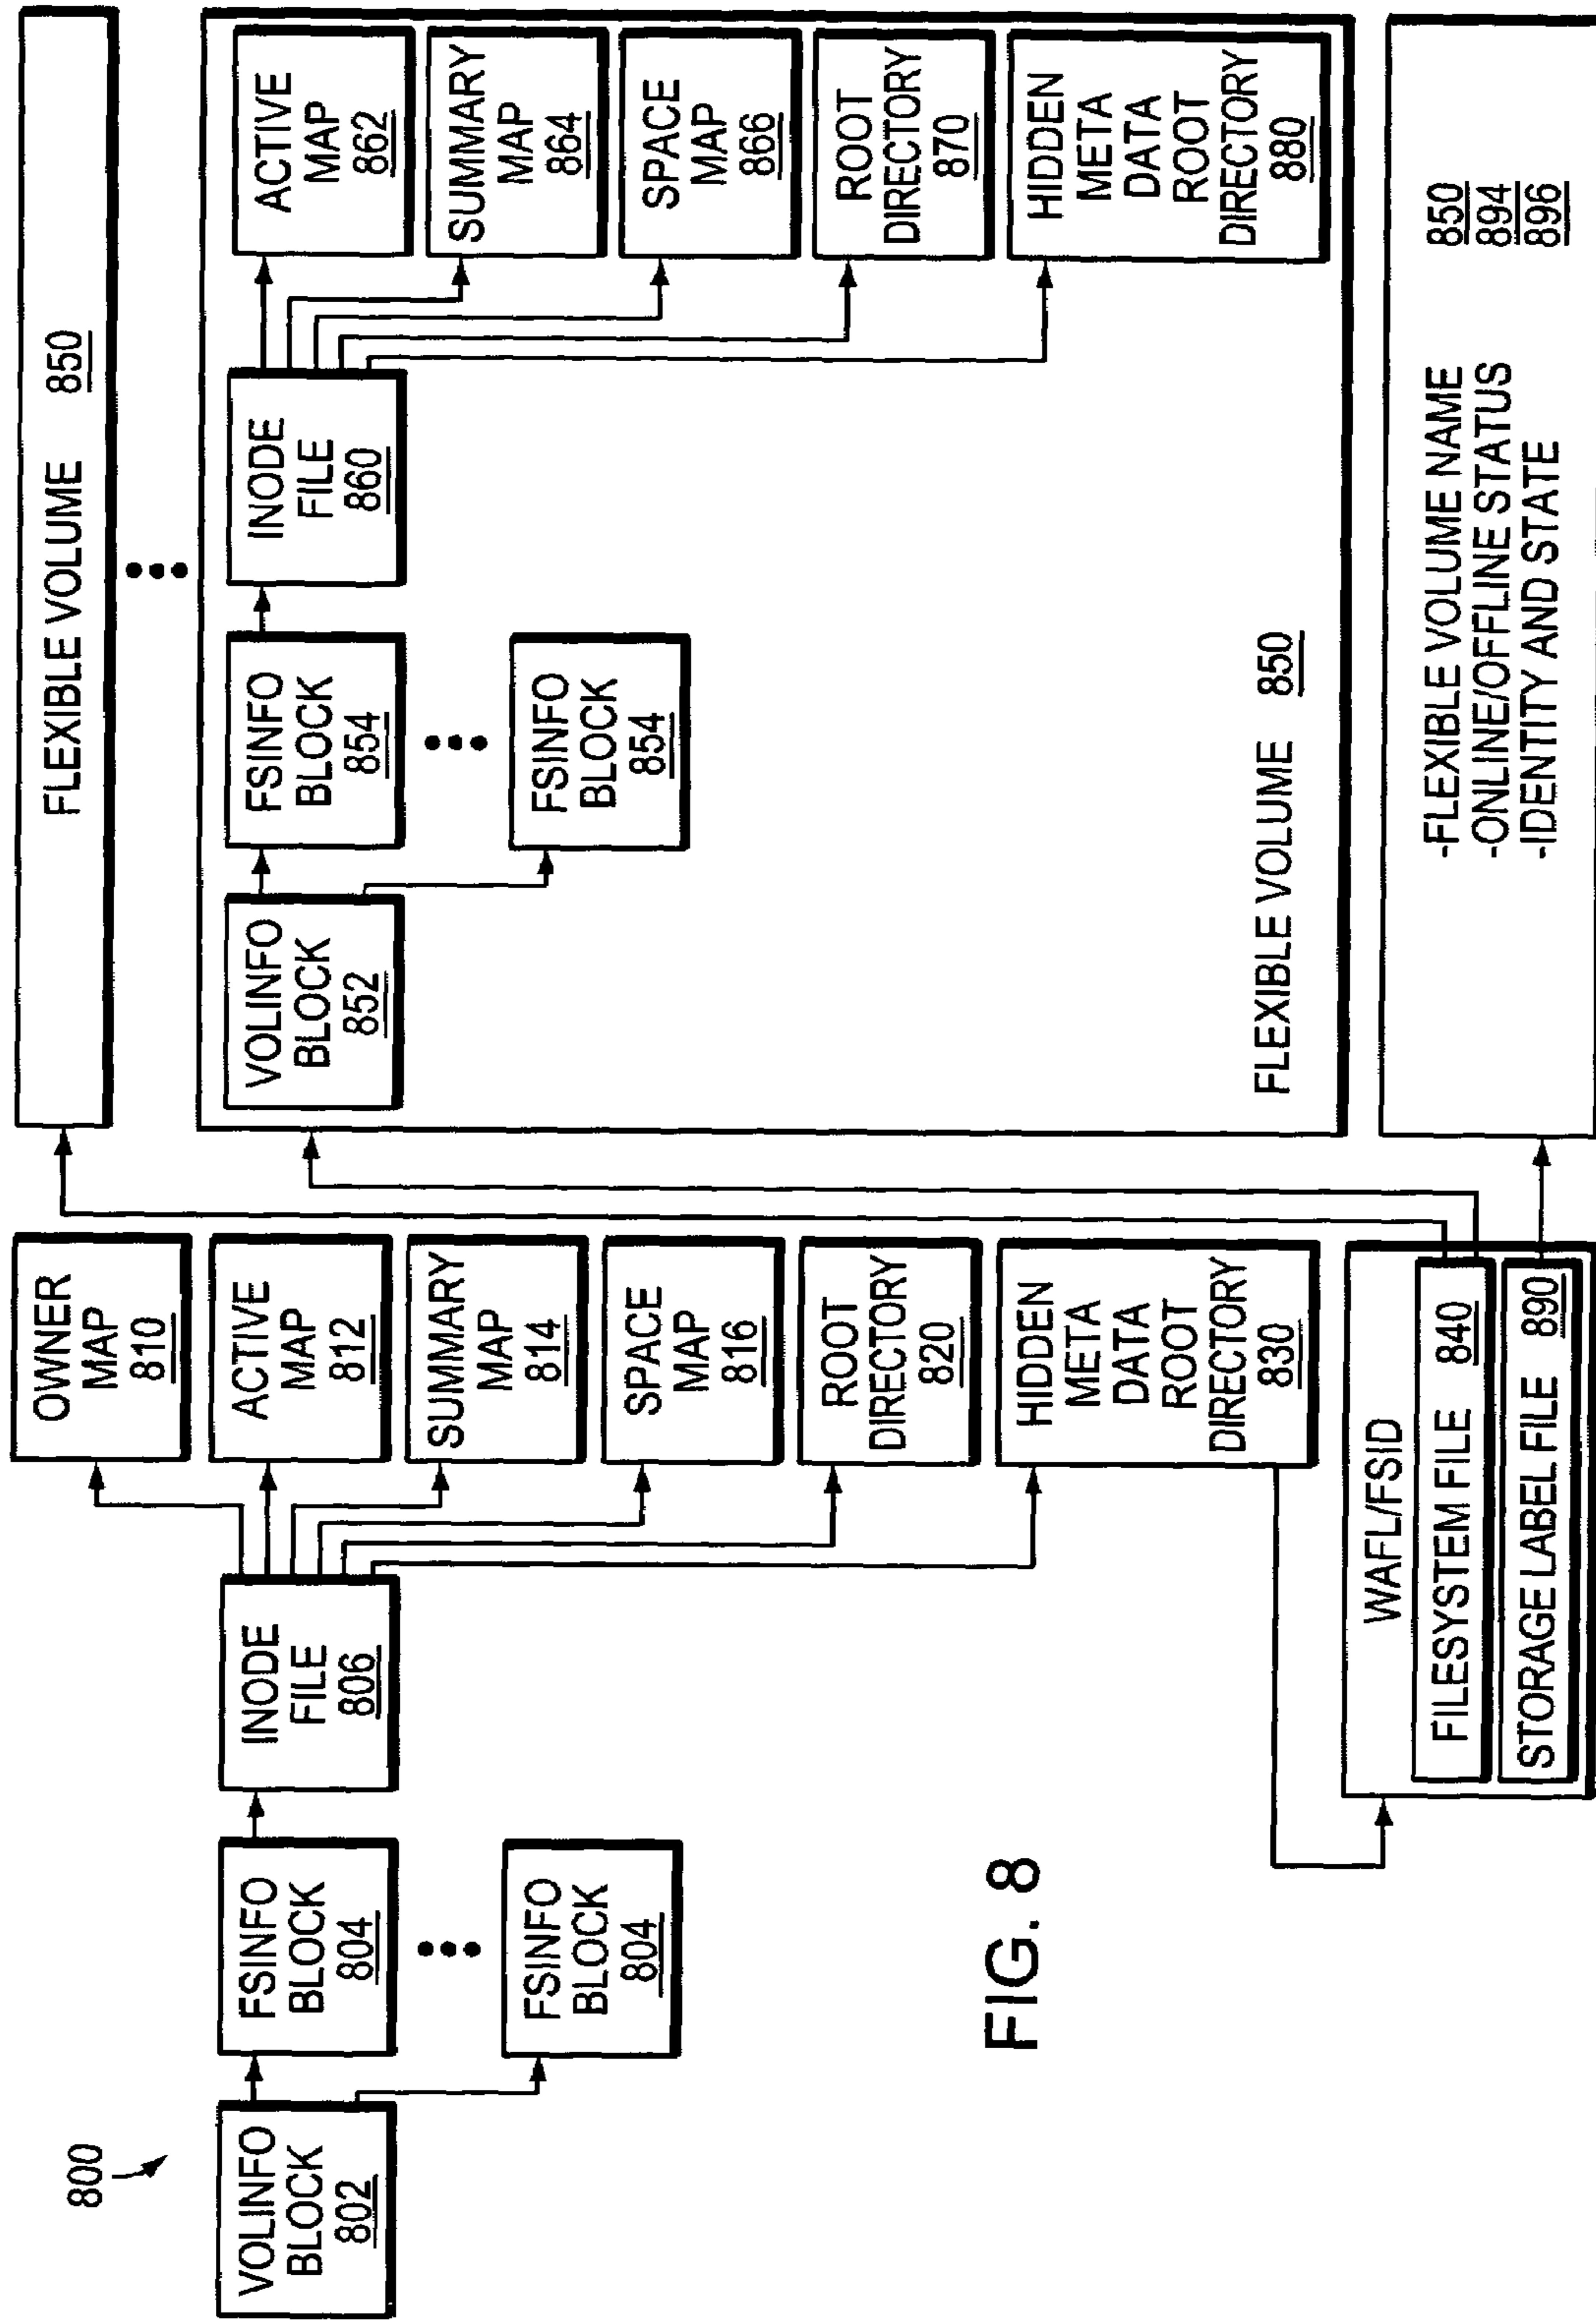 800
VOLINFO
BLOCK
802
FSINFO
BLOCK
804
FSINFO
BLOCK
804
INODE
FILE
806
OWNER
MAP
810
ACTIVE
MAP
812
SUMMARY
MAP
814
SPACE
MAP
816
ROOT
DIRECTORY
820
HIDDEN
META
DATA
ROOT
DIRECTORY
830
WAFL/FSID
FILESYSTEM FILE 840
STORAGE LABEL FILE 890
FLEXIBLE VOLUME 850
VOLINFO
BLOCK
852
FSINFO
BLOCK
854
FSINFO
BLOCK
854
INODE
FILE
860
ACTIVE
MAP
862
SUMMARY
MAP
864
SPACE
MAP
866
ROOT
DIRECTORY
870
HIDDEN
META
DATA
ROOT
DIRECTORY
880
FLEXIBLE VOLUME 850
-FLEXIBLE VOLUME NAME 850
-ONLINE/OFFLINE STATUS 894
-IDENTITY AND STATE 896
FIG. 8